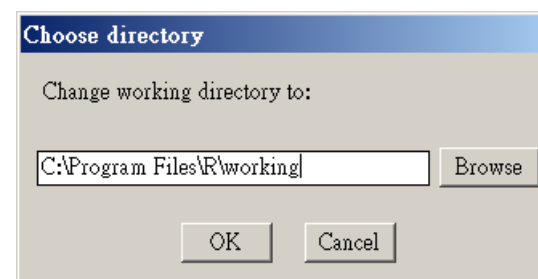 Choose directory
Change working directory to:
C:\Program Files\R\working
Browse
OK
Cancel